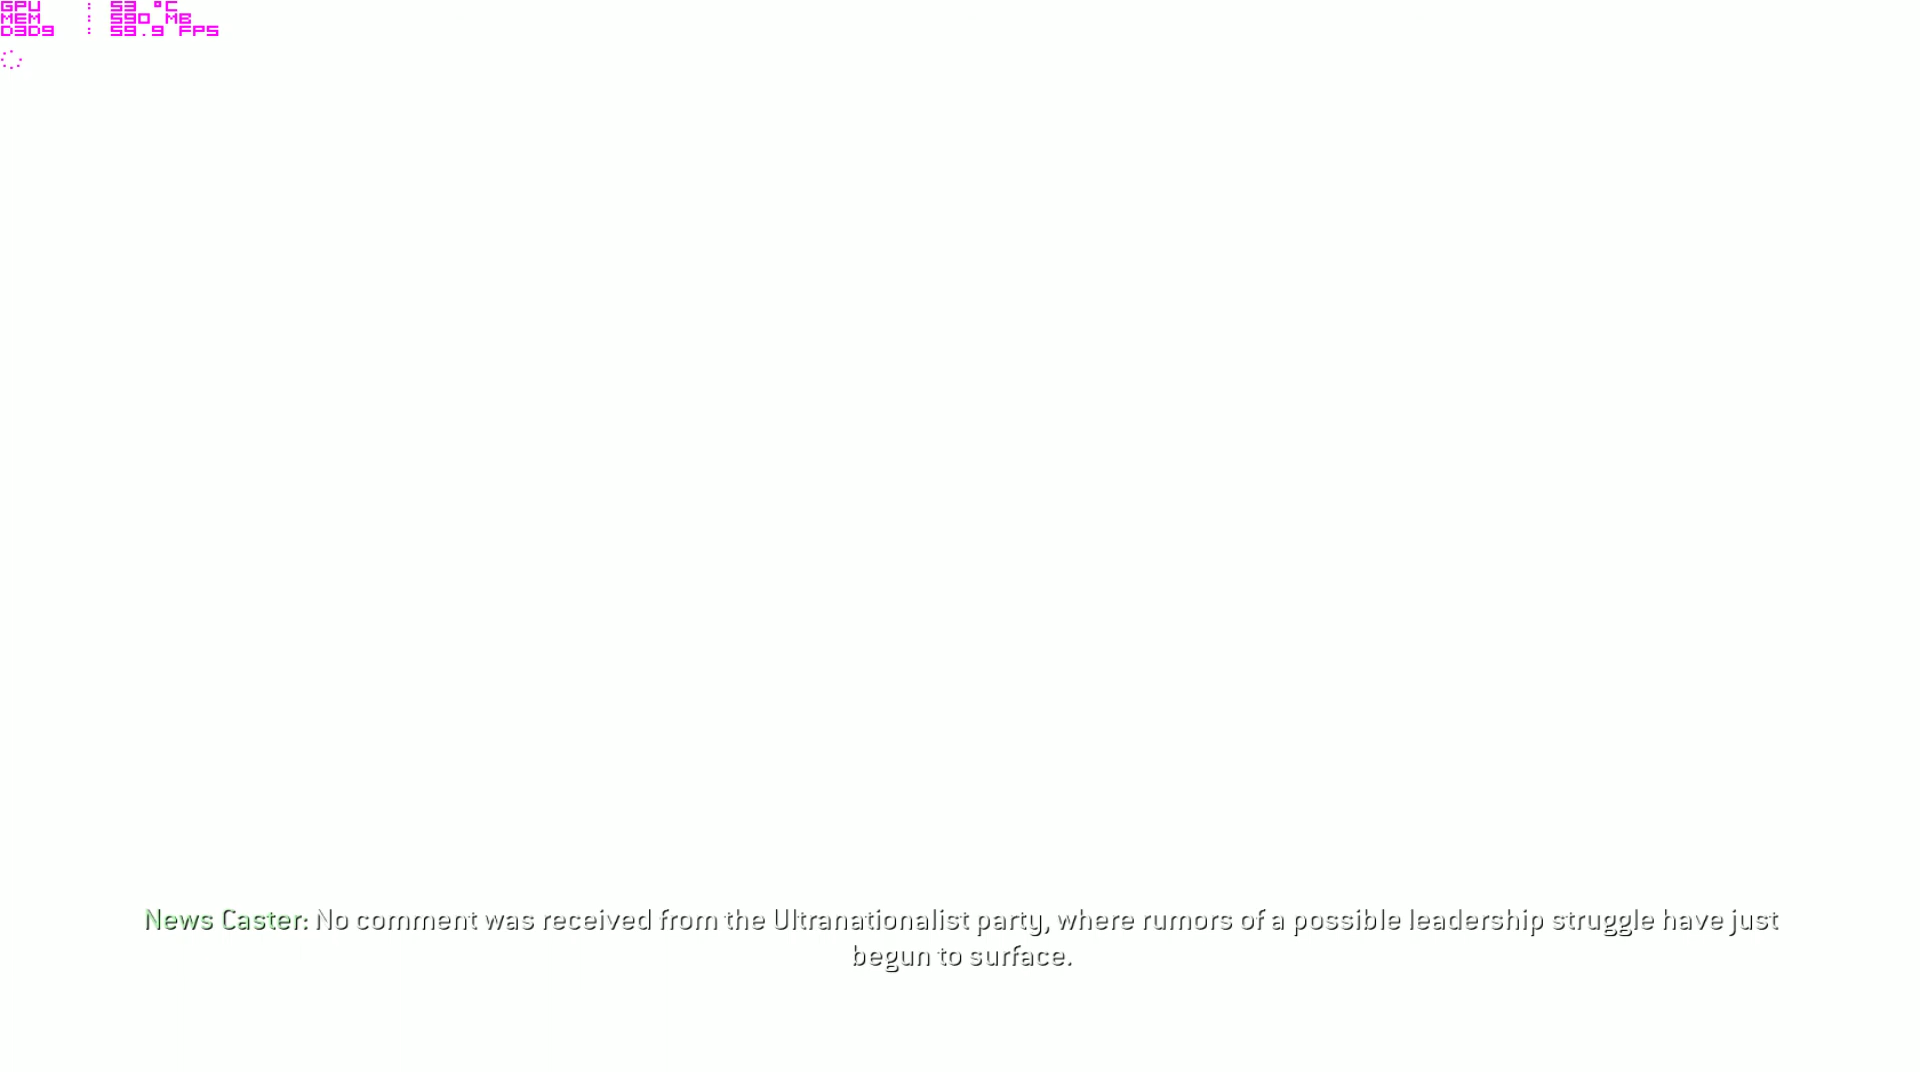 GPU : 53 °C
MEM : 590 MB
D3D9 : 59.9 FPS
News Caster: No comment was received from the Ultranationalist party, where rumors of a possible leadership struggle have just
begun to surface.